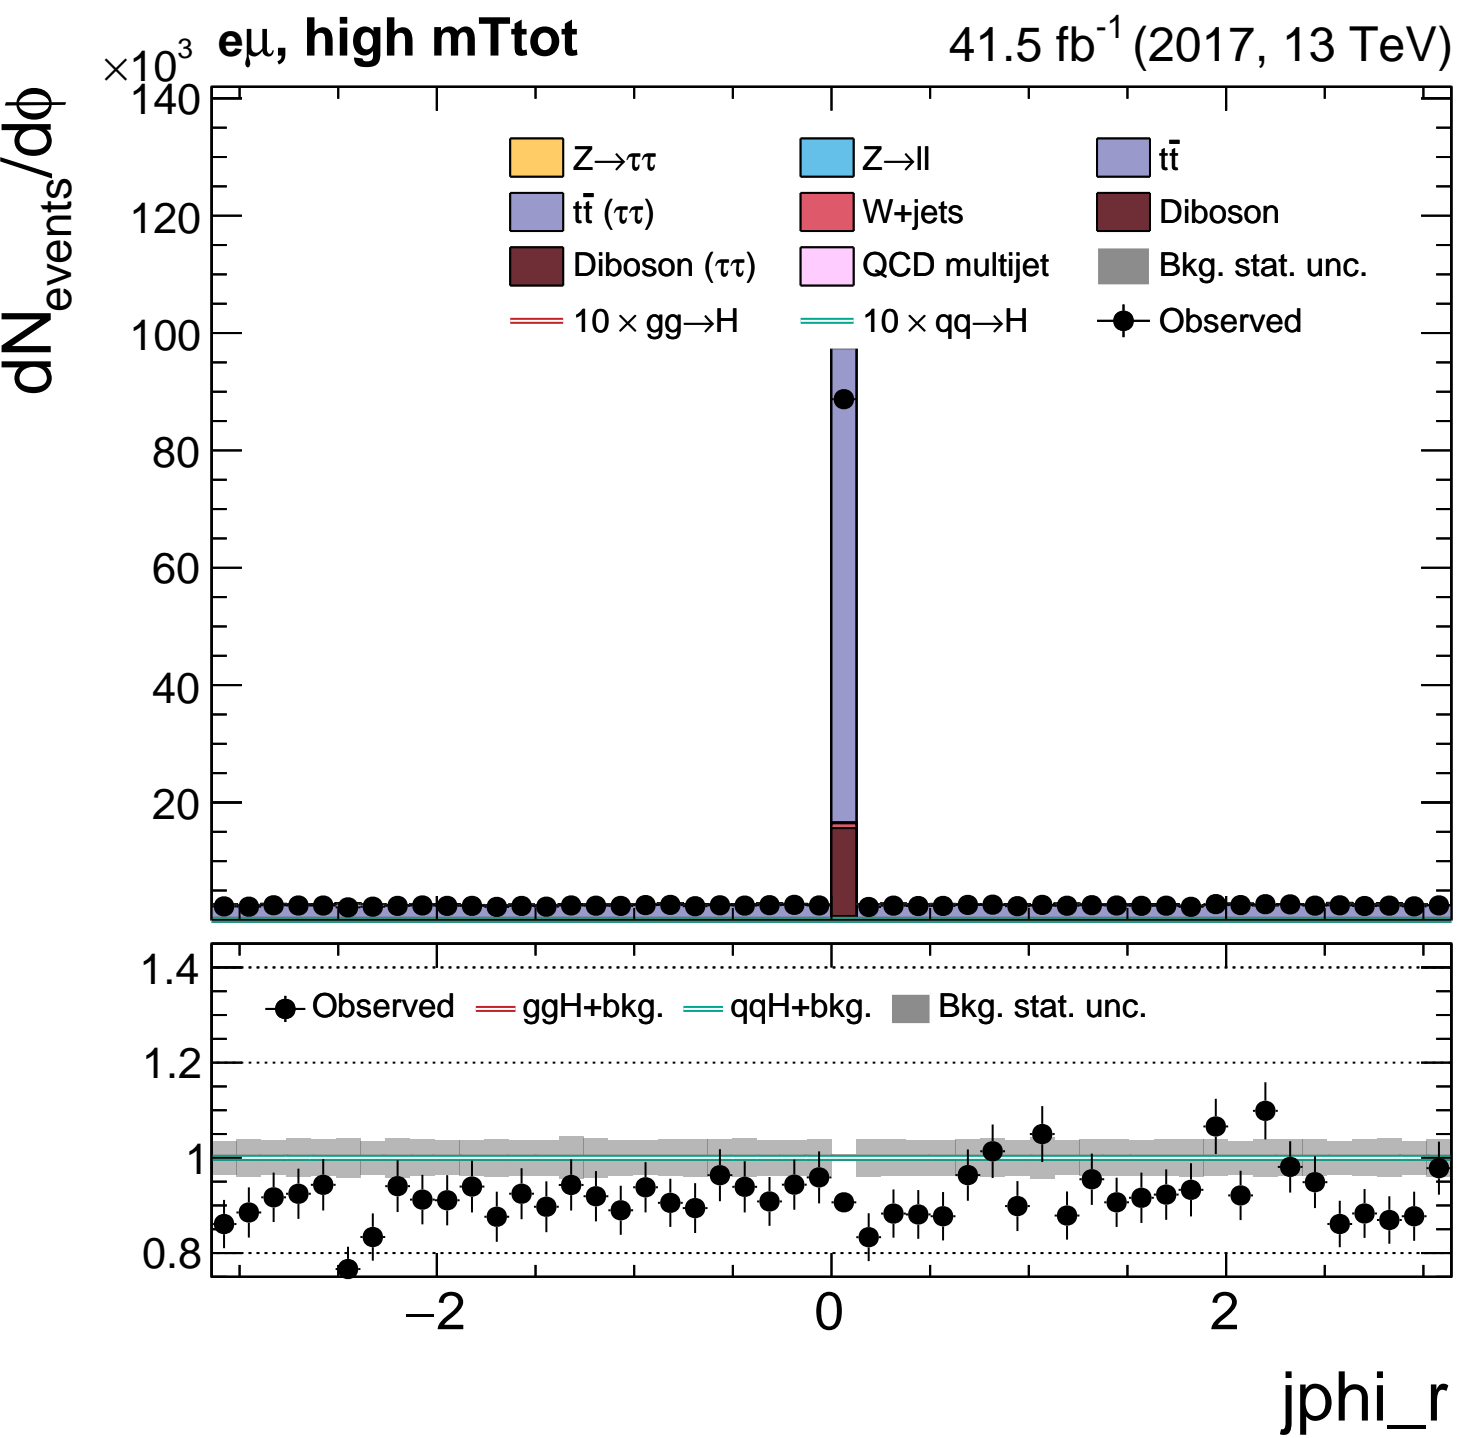 eμ, high mTtot 41.5 fb⁻¹ (2017, 13 TeV)
×10³
dN_events/dϕ
140
120
100
80
60
40
20
Z→ττ Z→ll tt̄
tt̄ (ττ) W+jets Diboson
Diboson (ττ) QCD multijet Bkg. stat. unc.
10 × gg→H 10 × qq→H Observed
1.4
1.2
1
0.8
Observed ggH+bkg. qqH+bkg. Bkg. stat. unc.
−2 0 2
jphi_r